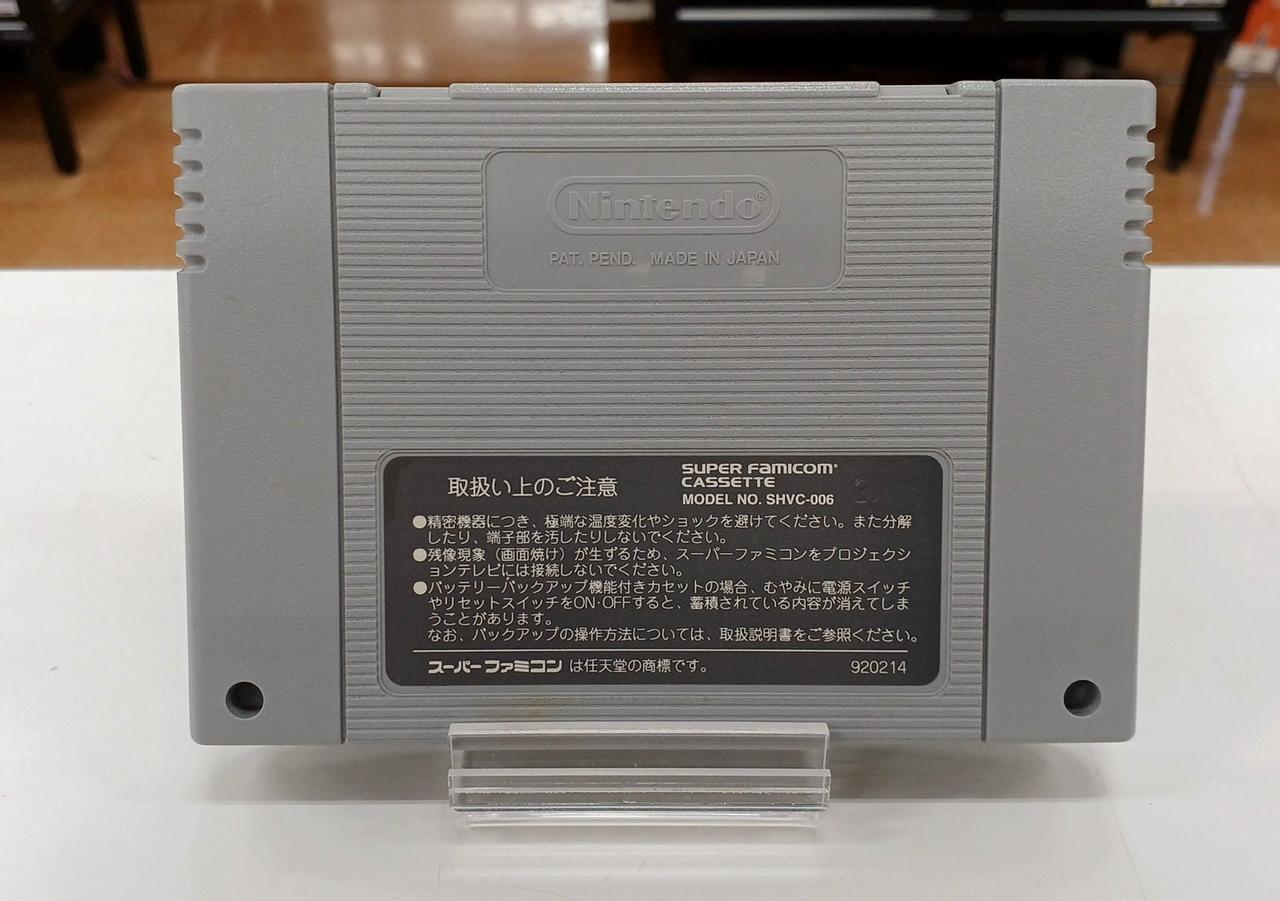 Nintendo®
PAT. PEND. MADE IN JAPAN
取扱い上のご注意
SUPER FAMICOM®
CASSETTE
MODEL NO. SHVC-006
●精密機器につき、極端な温度変化やショックを避けてください。また分解
したり、端子部を汚したりしないでください。
●残像現象（画面焼け）が生ずるため、スーパーファミコンをプロジェクシ
ョンテレビには接続しないでください。
●バッテリーバックアップ機能付きカセットの場合、むやみに電源スイッチ
やリセットスイッチをON·OFFすると、蓄積されている内容が消えてしま
うことがあります。
なお、バックアップの操作方法については、取扱説明書をご参照ください。
スーパーファミコン は任天堂の商標です。
920214